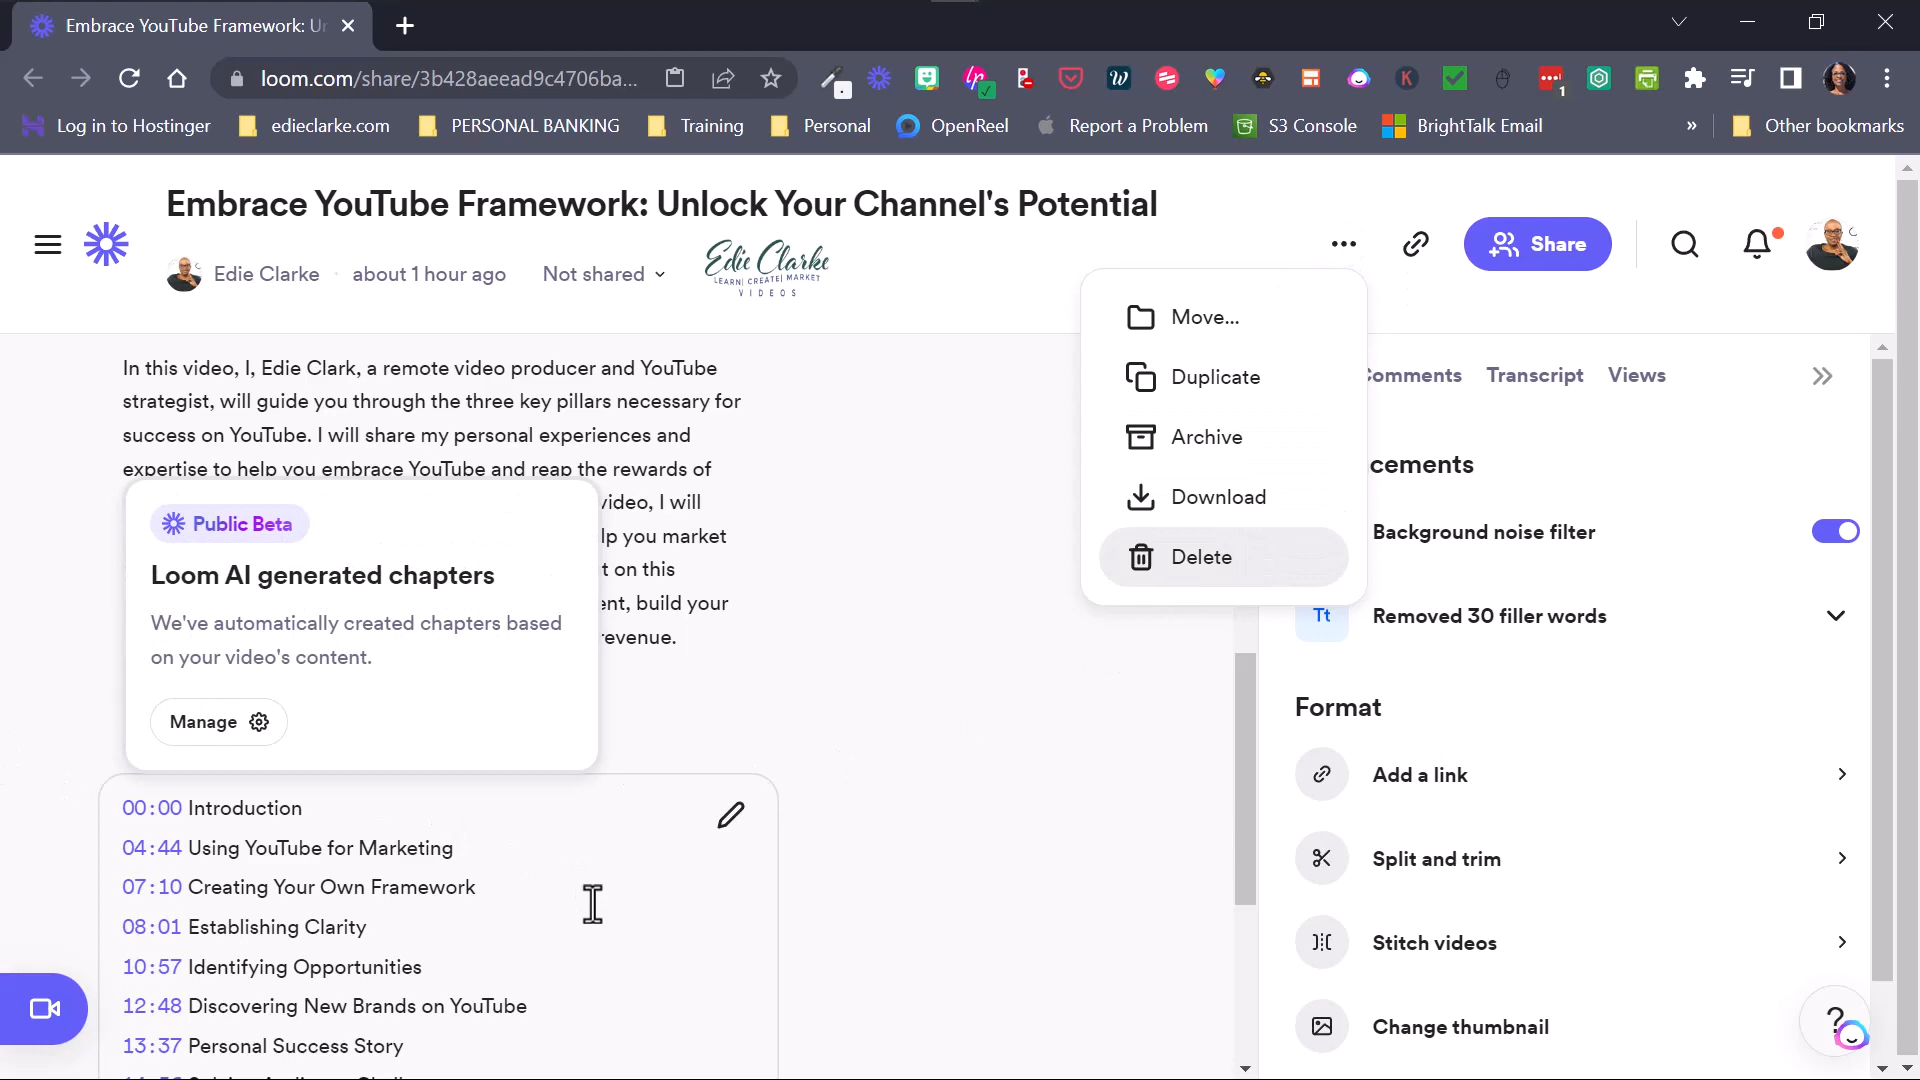 Embrace YouTube Framework: Un
loom.com/share/3b428aeead9c4706ba...
1
Log in to Hostinger
edieclarke.com
PERSONAL BANKING
Training
Personal
OpenReel
Report a Problem
S3 Console
BrightTalk Email
»
Other bookmarks
Embrace YouTube Framework: Unlock Your Channel's Potential
Edie Clarke
about 1 hour ago
Not shared
Edie Clarke
LEARN| CREATE| MARKET
VIDEOS
Share
Move...
Duplicate
Archive
Download
Delete
In this video, I, Edie Clark, a remote video producer and YouTube
strategist, will guide you through the three key pillars necessary for
success on YouTube. I will share my personal experiences and
expertise to help you embrace YouTube and reap the rewards of
video, I will
lp you market
t on this
ent, build your
revenue.
Public Beta
Loom AI generated chapters
We've automatically created chapters based
on your video's content.
Manage
00:00 Introduction
04:44 Using YouTube for Marketing
07:10 Creating Your Own Framework
08:01 Establishing Clarity
10:57 Identifying Opportunities
12:48 Discovering New Brands on YouTube
13:37 Personal Success Story
Comments
Transcript
Views
cements
Background noise filter
Tt
Removed 30 filler words
Format
Add a link
Split and trim
Stitch videos
Change thumbnail
?